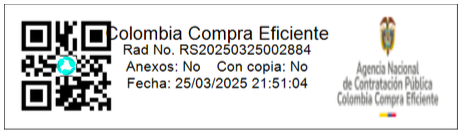 Colombia Compra Eficiente
Rad No. RS20250325002884
Anexos: No Con copia: No
Fecha: 25/03/2025 21:51:04
Agencia Nacional
de Contratación Pública
Colombia Compra Eficiente